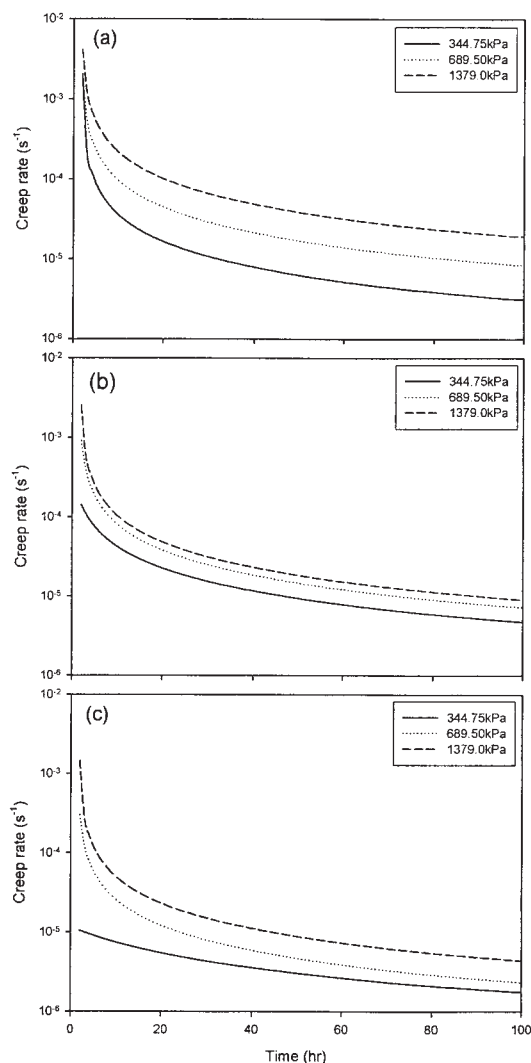 (a)
344.75kPa
689.50kPa
1379.0kPa
Creep rate (s⁻¹)
10⁻²
10⁻³
10⁻⁴
10⁻⁵
10⁻⁶
(b)
344.75kPa
689.50kPa
1379.0kPa
Creep rate (s⁻¹)
10⁻²
10⁻³
10⁻⁴
10⁻⁵
10⁻⁶
(c)
344.75kPa
689.50kPa
1379.0kPa
Creep rate (s⁻¹)
10⁻²
10⁻³
10⁻⁴
10⁻⁵
10⁻⁶
0 20 40 60 80 100
Time (hr)